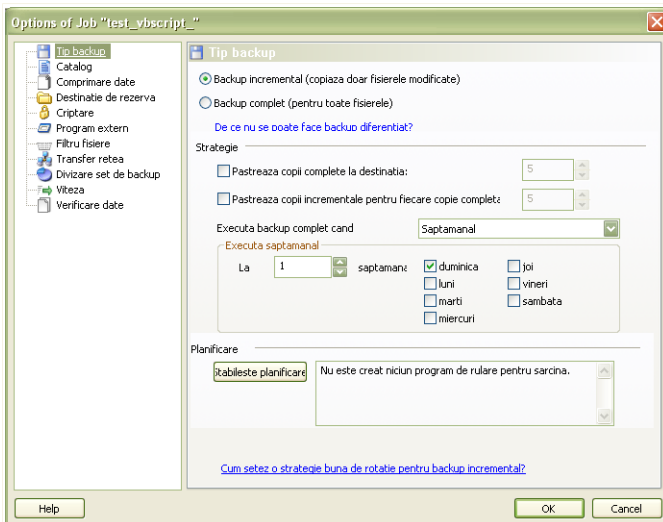 Options of Job "test_vbscript_"
Tip backup
Catalog
Comprimare date
Destinatie de rezerva
Criptare
Program extern
Filtru fisiere
Transfer retea
Divizare set de backup
Viteza
Verificare date
Tip backup
Backup incremental (copiaza doar fisierele modificate)
Backup complet (pentru toate fisierele)
De ce nu se poate face backup diferentiat?
Strategie
Pastreaza copii complete la destinatia: 5
Pastreaza copii incrementale pentru fiecare copie completa 5
Executa backup complet cand Saptamanal
Executa saptamanal
La 1 saptamana
duminica joi
luni vineri
marti sambata
miercuri
Planificare
Stabileste planificare Nu este creat niciun program de rulare pentru sarcina.
Cum setez o strategie buna de rotatie pentru backup incremental?
Help OK Cancel